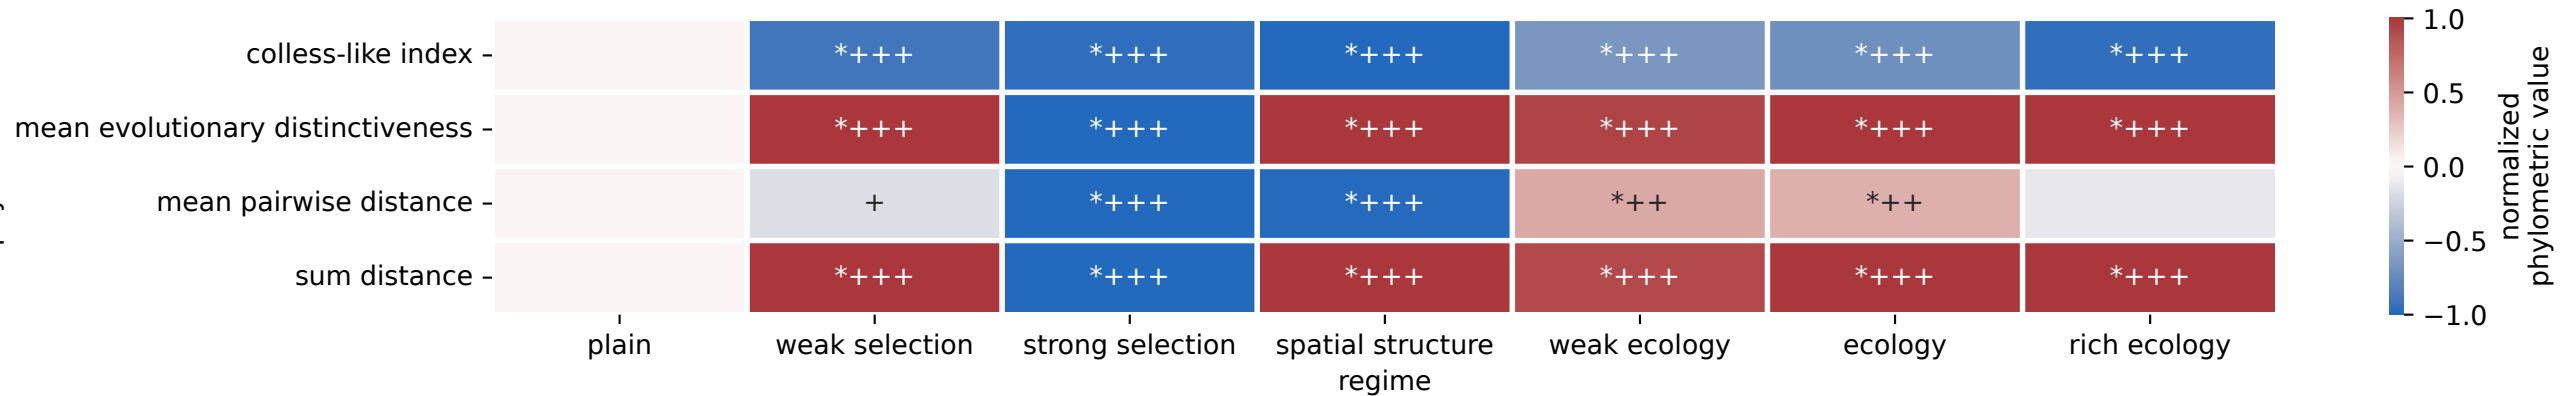 colless-like index *+++ *+++ *+++ *+++ *+++ *+++
mean evolutionary distinctiveness *+++ *+++ *+++ *+++ *+++ *+++
mean pairwise distance + *+++ *+++ *++ *++
sum distance *+++ *+++ *+++ *+++ *+++ *+++
plain weak selection strong selection spatial structure weak ecology ecology rich ecology
regime
1.0
0.5
0.0
−0.5
−1.0
normalized
phylometric value